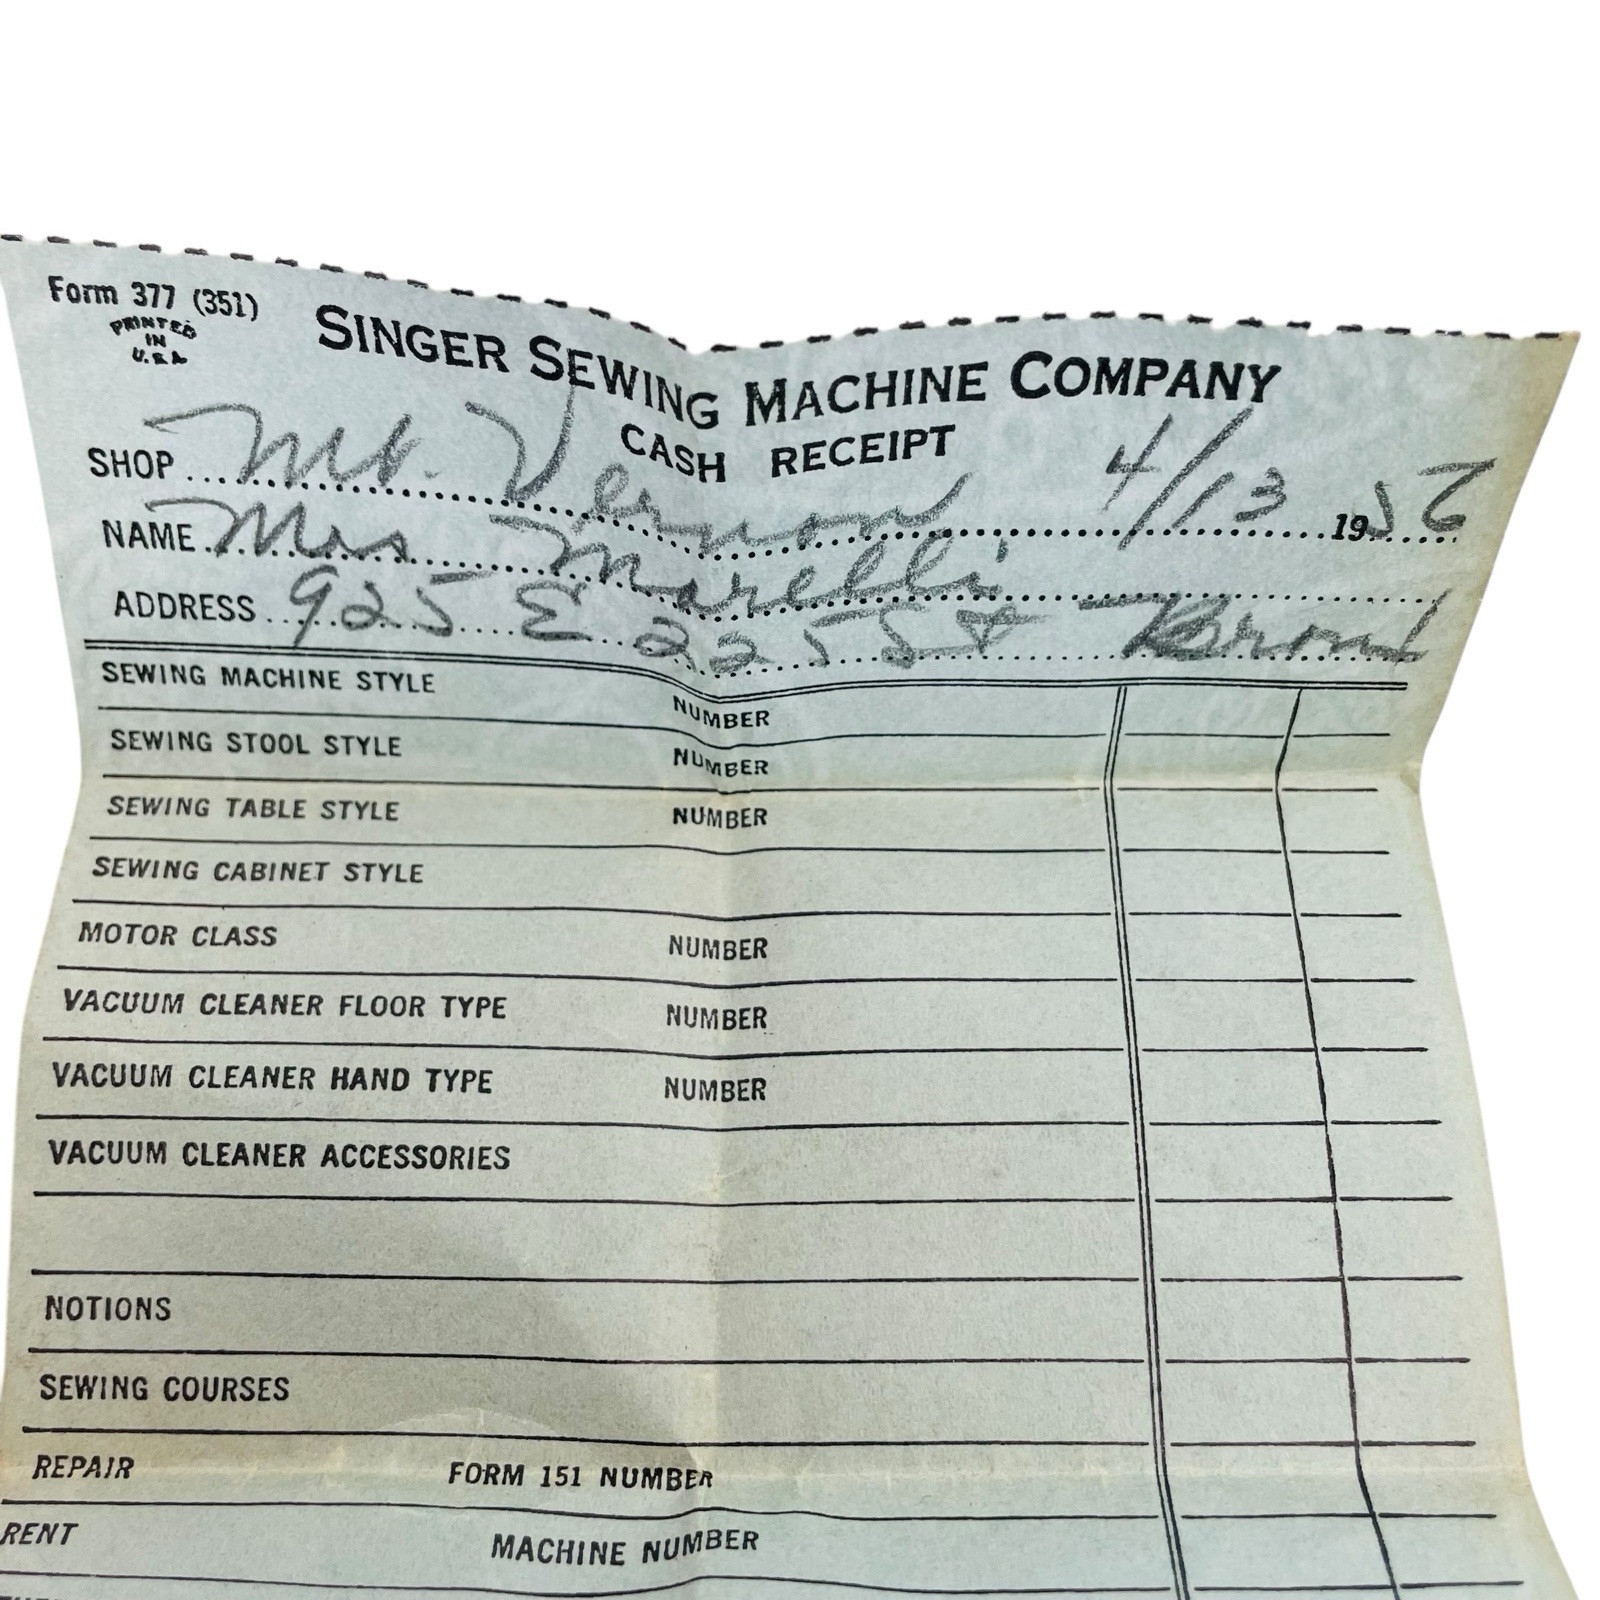 Form 377 (351)
PRINTED
IN
U.S.A
SINGER SEWING MACHINE COMPANY
CASH RECEIPT
SHOP Mt. Vernon 4/13 1956
NAME Mrs Marelli
ADDRESS 925 E 225 St Bronx
SEWING MACHINE STYLE NUMBER
SEWING STOOL STYLE NUMBER
SEWING TABLE STYLE NUMBER
SEWING CABINET STYLE
MOTOR CLASS NUMBER
VACUUM CLEANER FLOOR TYPE NUMBER
VACUUM CLEANER HAND TYPE NUMBER
VACUUM CLEANER ACCESSORIES
NOTIONS
SEWING COURSES
REPAIR FORM 151 NUMBER
RENT MACHINE NUMBER